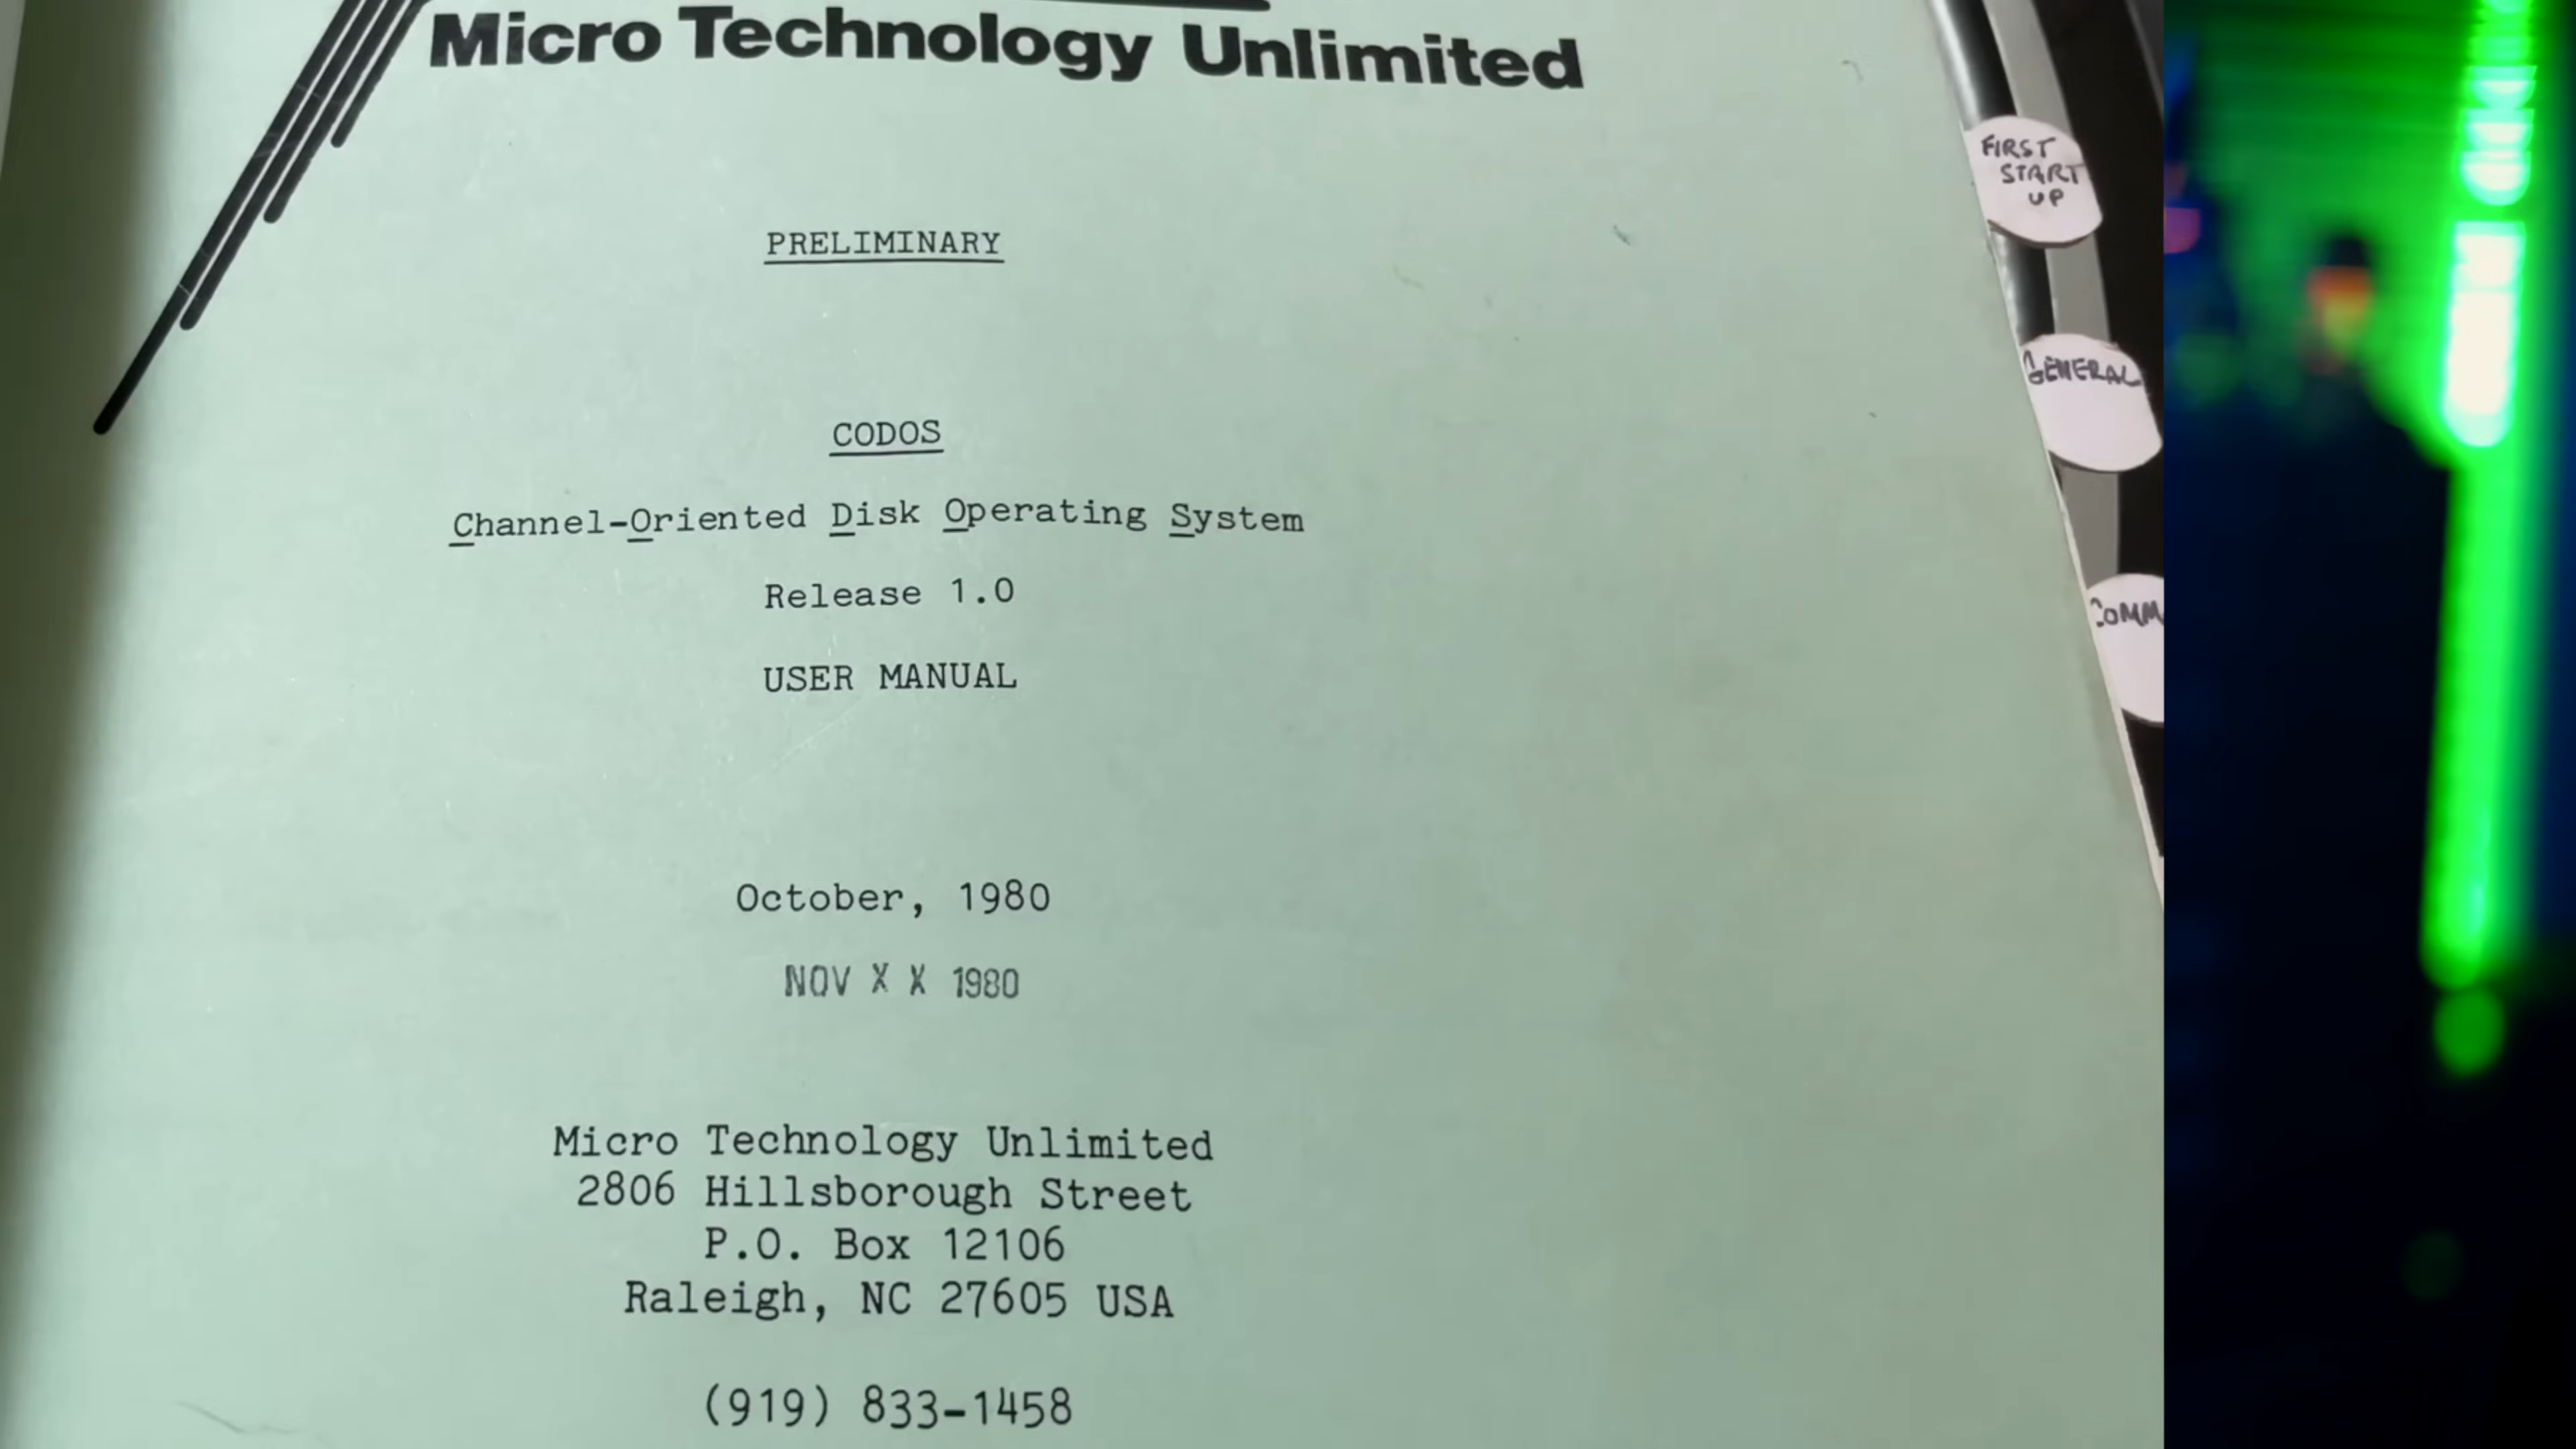 Micro Technology Unlimited
PRELIMINARY
CODOS
Channel-Oriented Disk Operating System
Release 1.0
USER MANUAL
October, 1980
NOV X X 1980
Micro Technology Unlimited
2806 Hillsborough Street
P.O. Box 12106
Raleigh, NC 27605 USA
(919) 833-1458
FIRST
START
UP
GENERAL
COMM